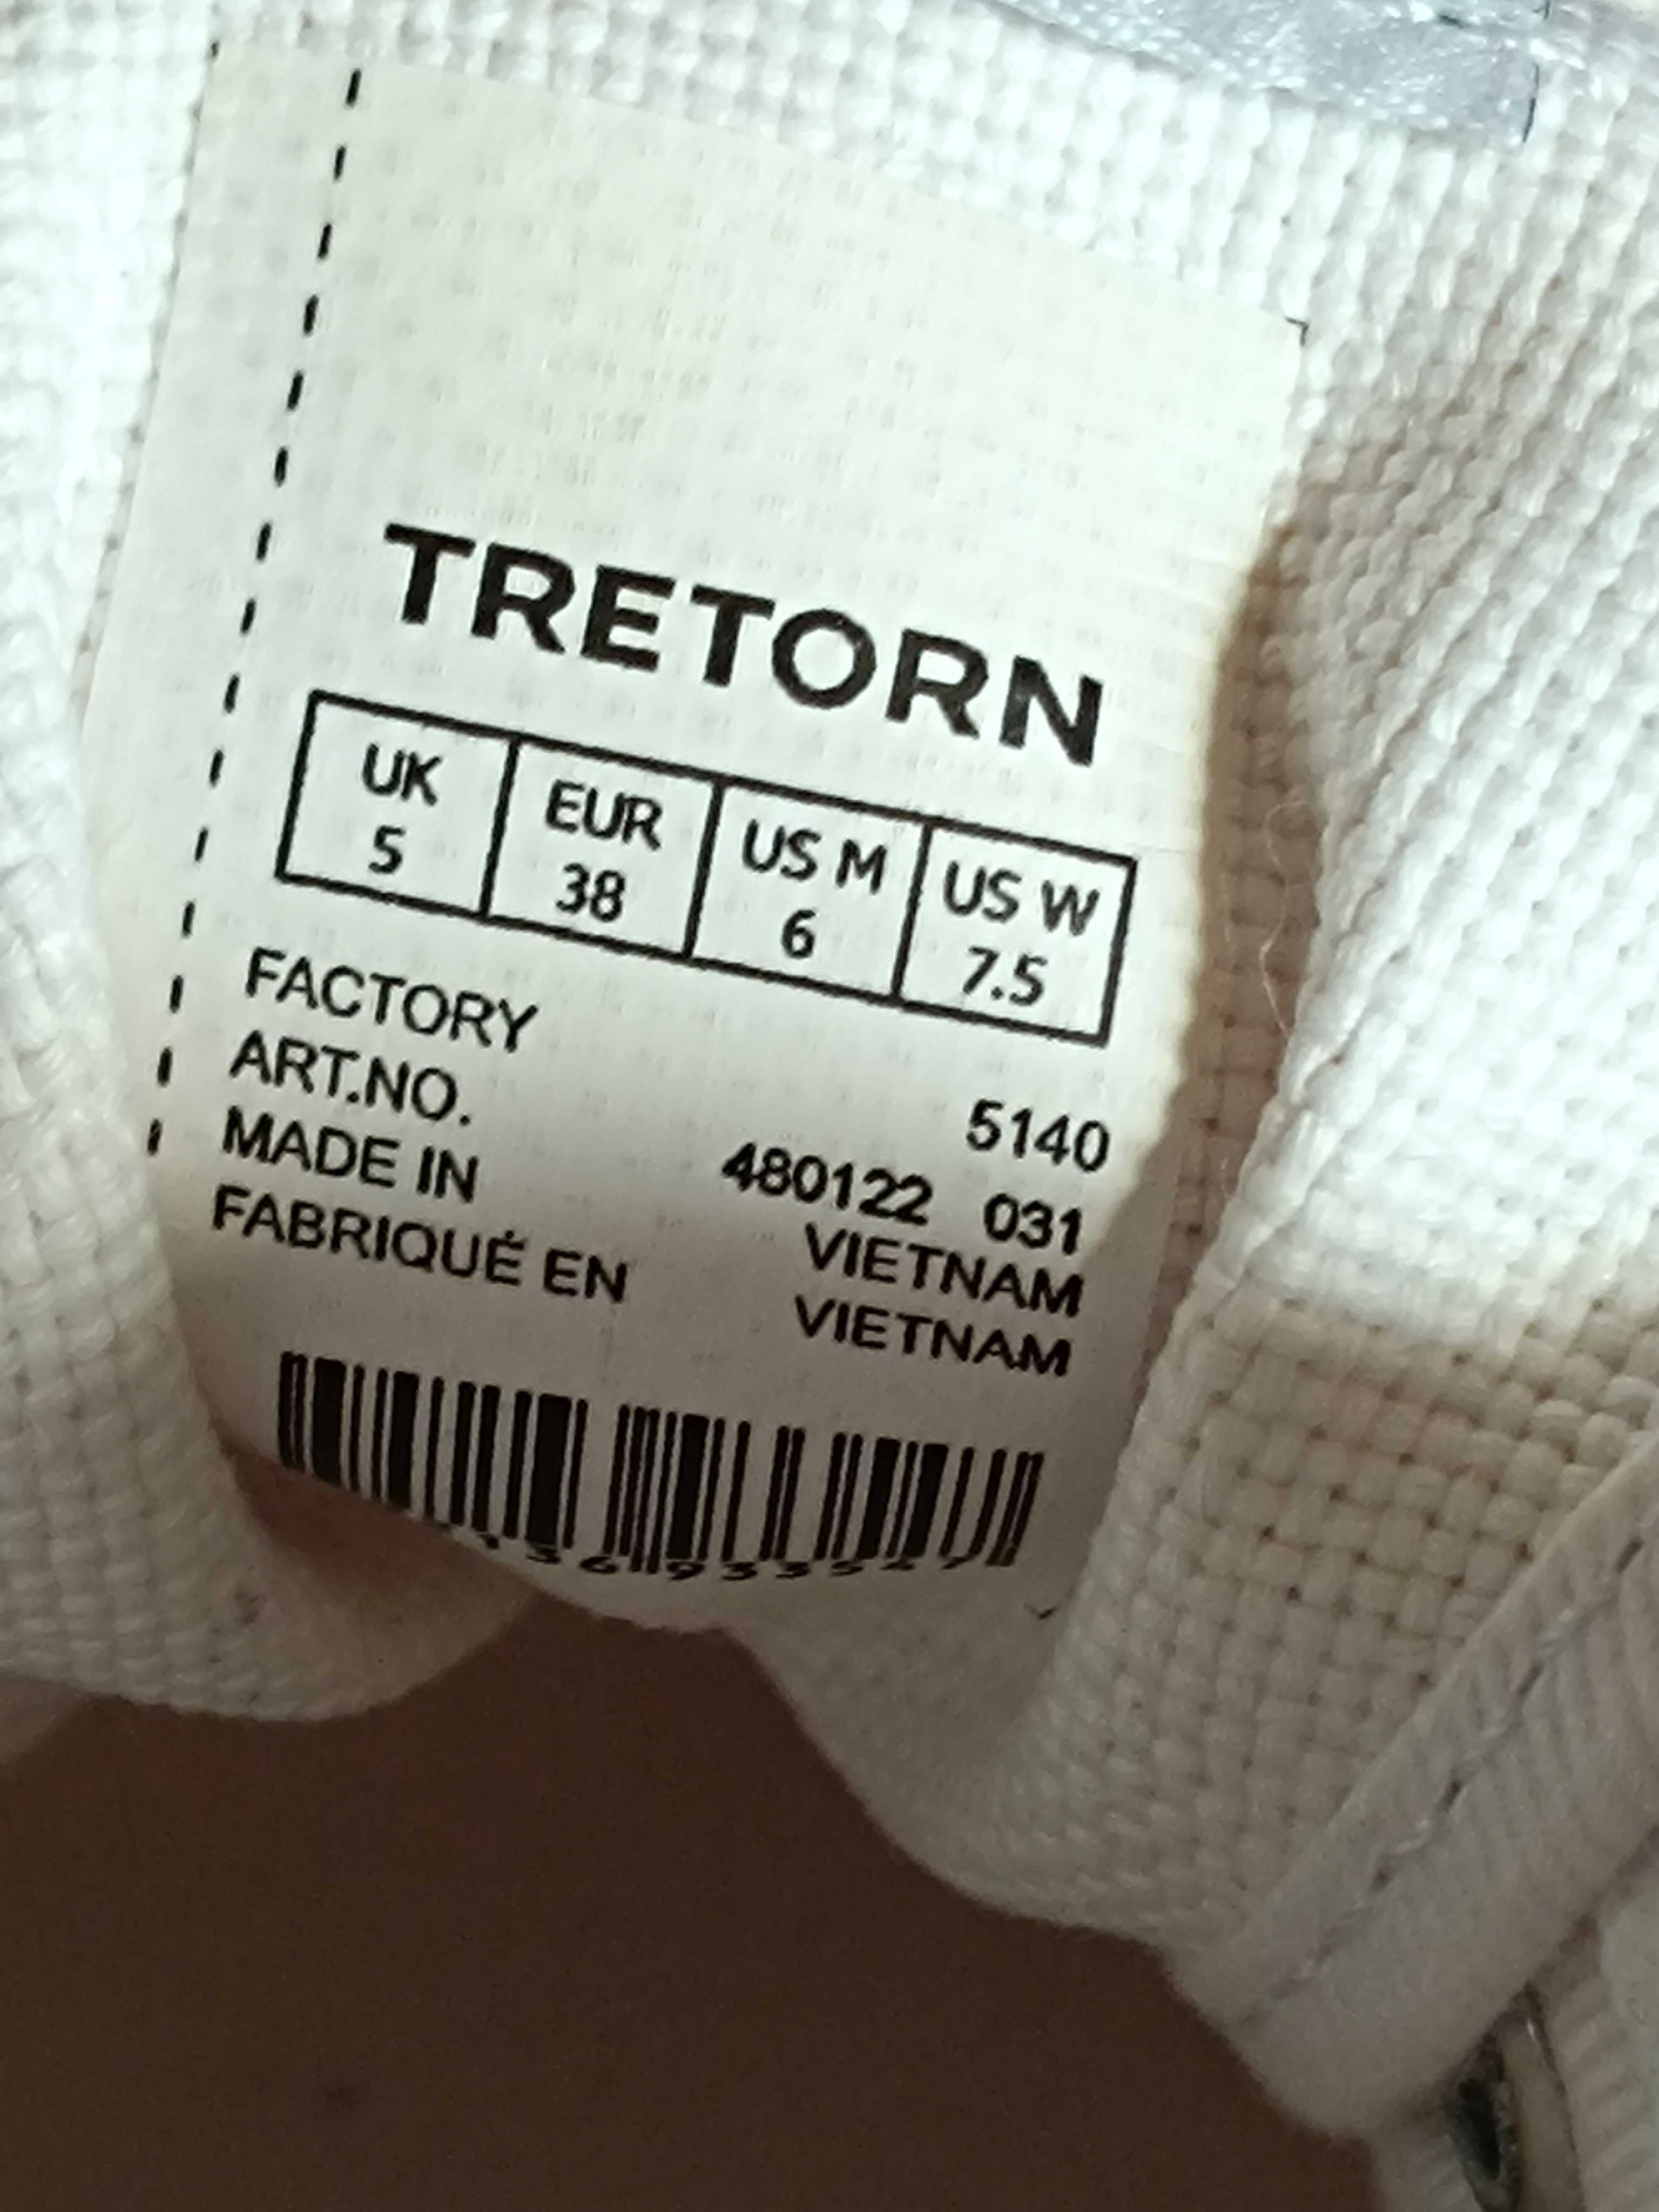 TRETORN
UK EUR US M US W
5 38 6 7.5
FACTORY 5140
ART.NO. 480122 031
MADE IN VIETNAM
FABRIQUÉ EN VIETNAM